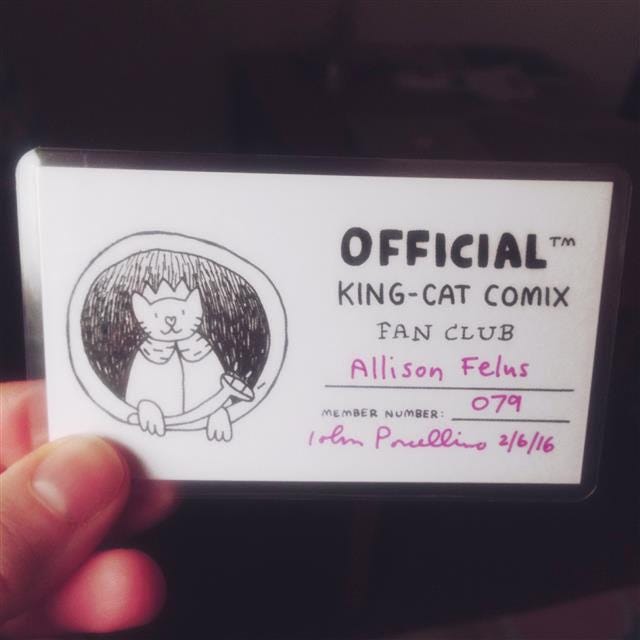 OFFICIAL™
KING-CAT COMIX
FAN CLUB
Allison Felus
MEMBER NUMBER: 079
John Porcellino 2/6/16